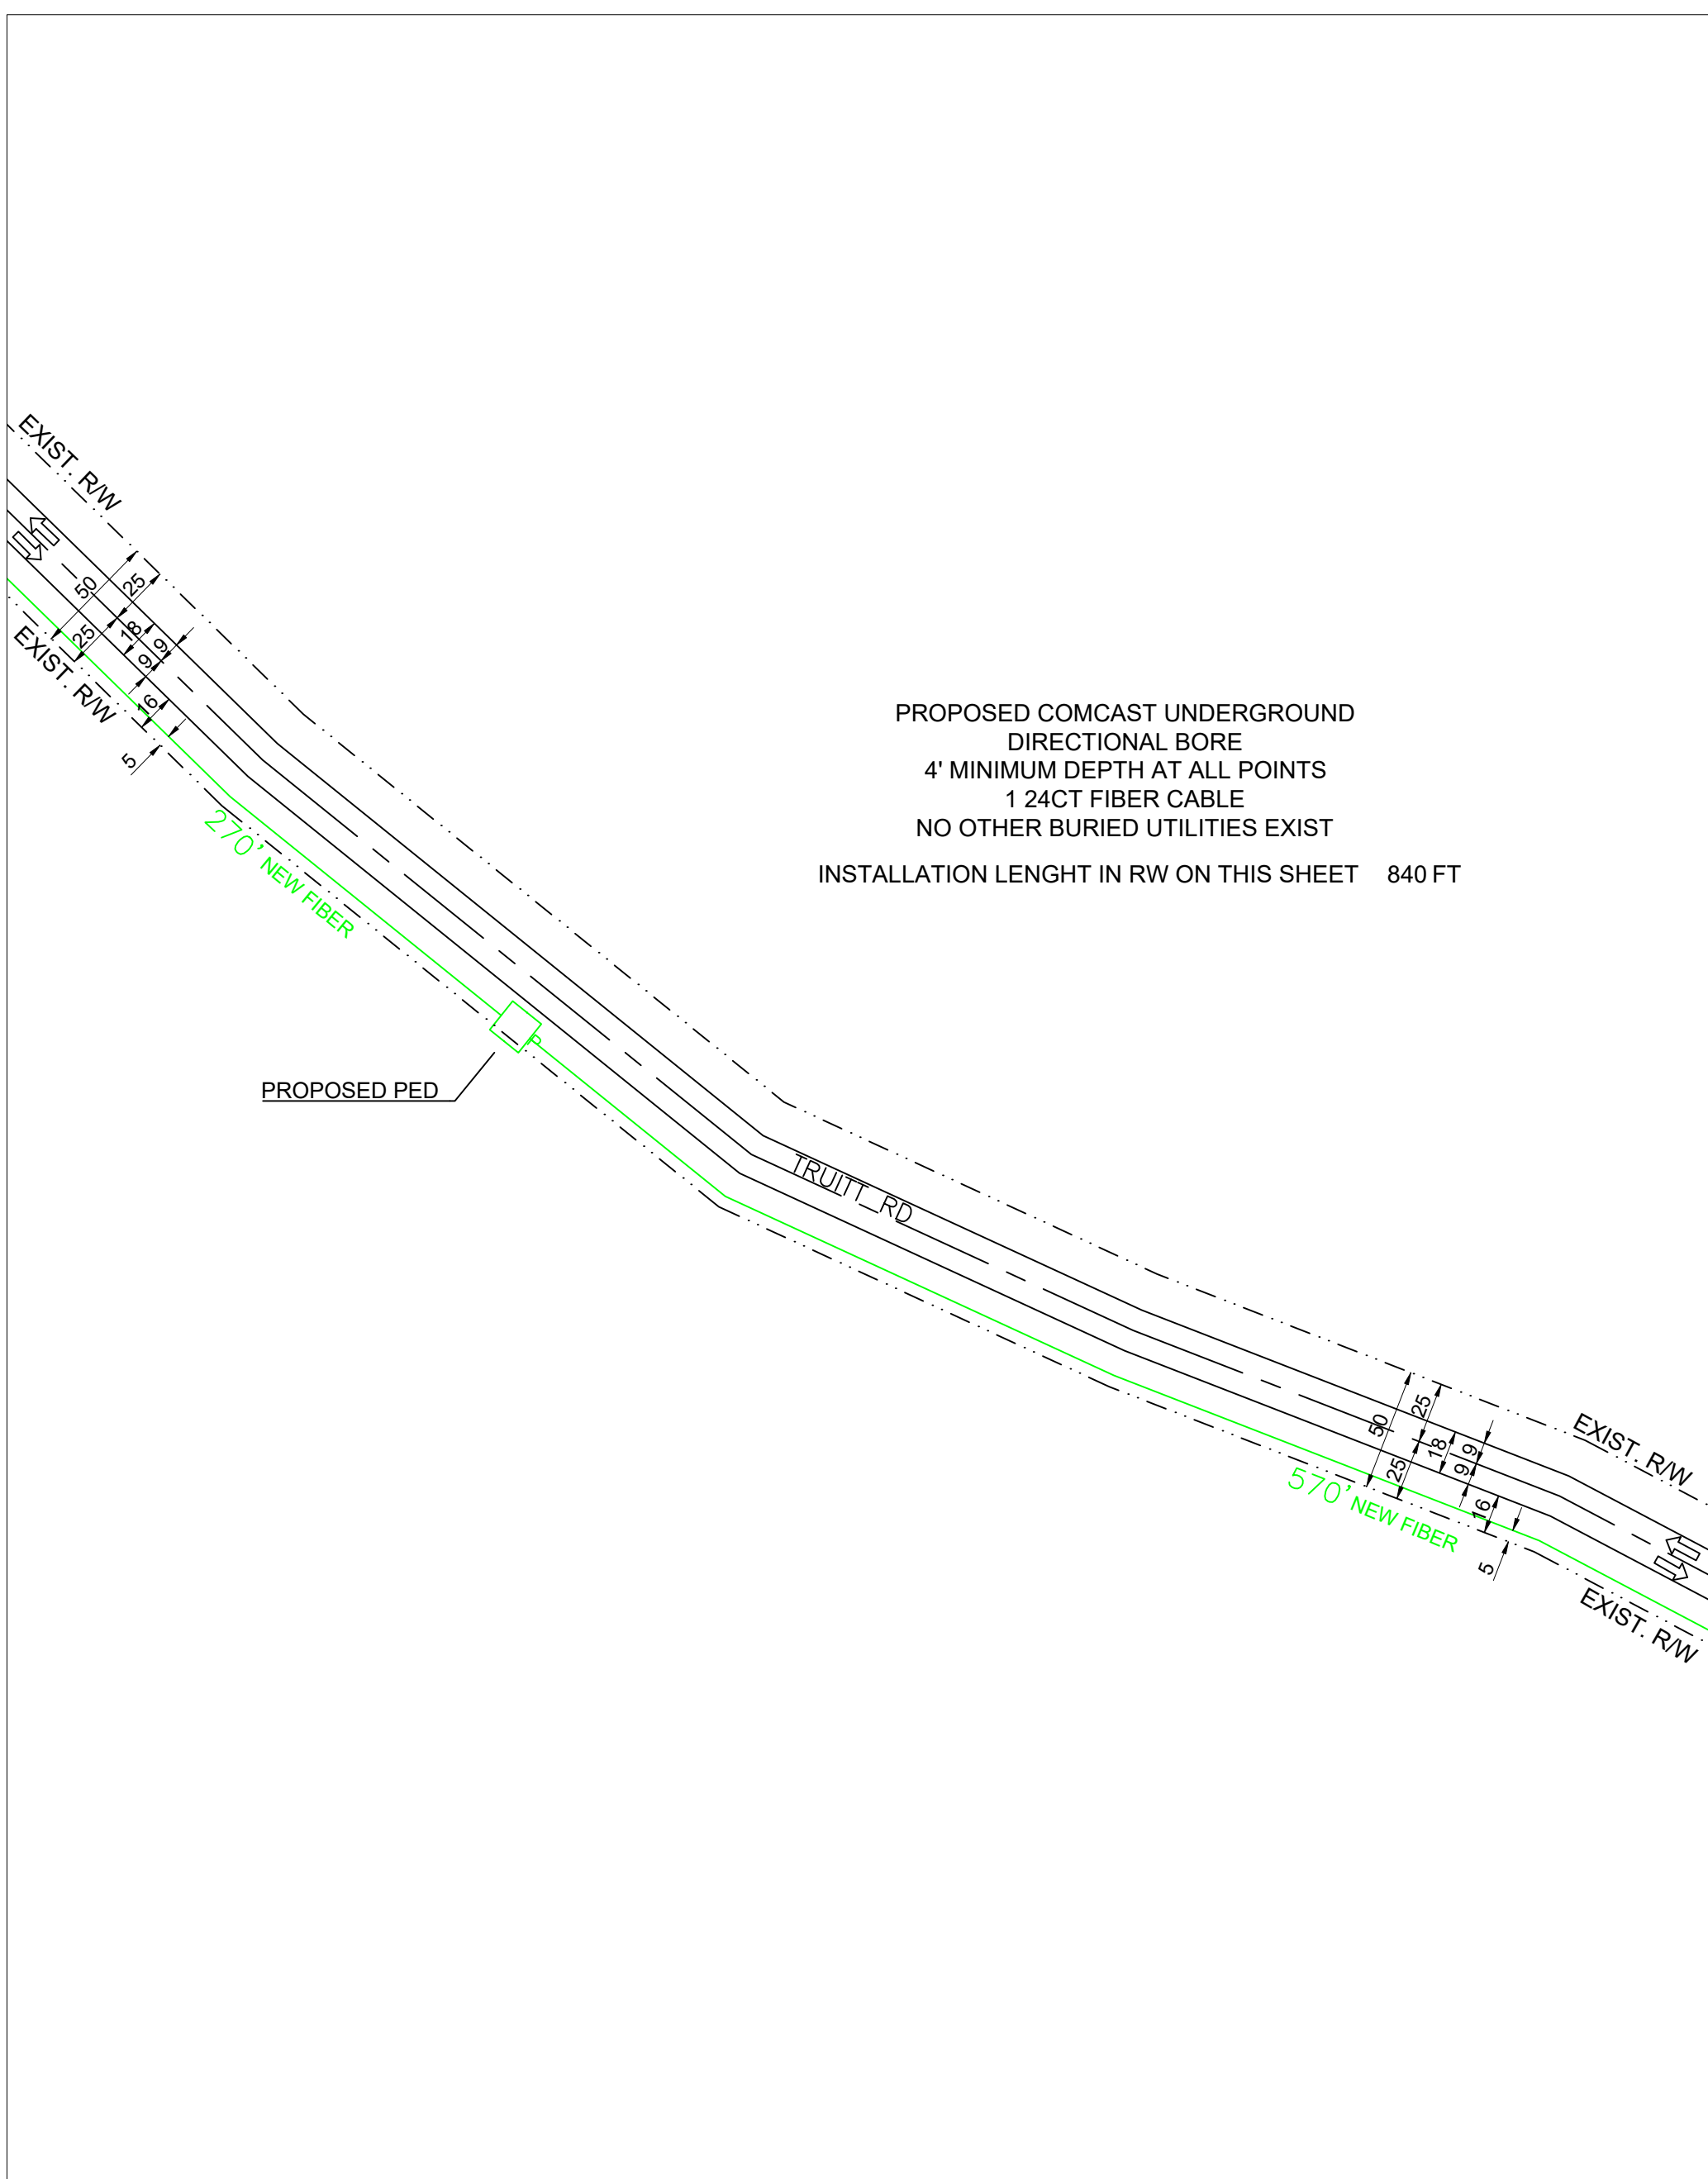 EXIST. R/W
50
25
25
18
9
9
16
5
EXIST. R/W
PROPOSED COMCAST UNDERGROUND
DIRECTIONAL BORE
4' MINIMUM DEPTH AT ALL POINTS
1 24CT FIBER CABLE
NO OTHER BURIED UTILITIES EXIST
INSTALLATION LENGHT IN RW ON THIS SHEET 840 FT
270' NEW FIBER
P
PROPOSED PED
TRUITT RD
50
25
25
18
9
9
16
5
EXIST. R/W
570' NEW FIBER
EXIST. R/W